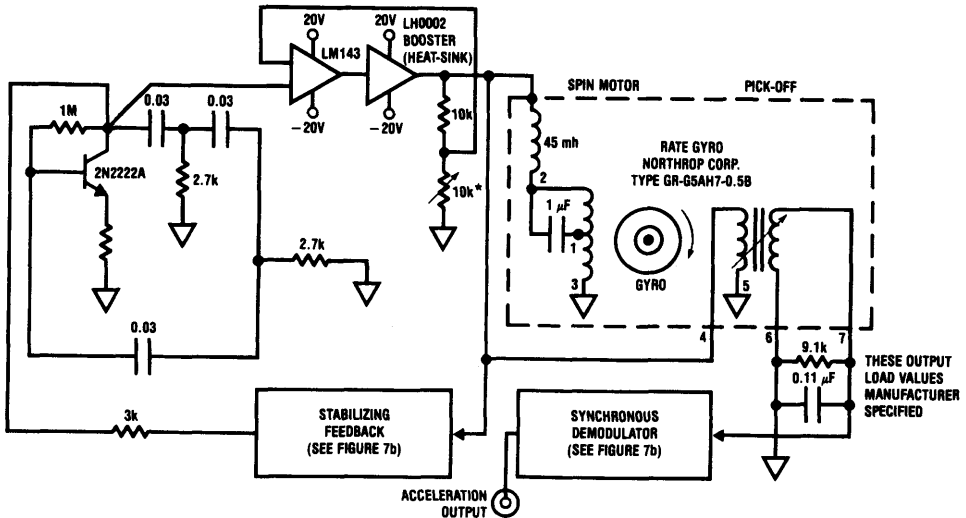 20V
20V
LH0002
BOOSTER
(HEAT-SINK)
LM143
-20V
-20V
SPIN MOTOR
PICK-OFF
1M
0.03
0.03
10k
45 mh
RATE GYRO
NORTHROP CORP.
TYPE GR-G5AH7-0.5B
2N2222A
2.7k
10k*
2
1 µF
1
2.7k
3
GYRO
5
0.03
4
6
7
9.1k
0.11 µF
THESE OUTPUT
LOAD VALUES
MANUFACTURER
SPECIFIED
3k
STABILIZING
FEEDBACK
(SEE FIGURE 7b)
SYNCHRONOUS
DEMODULATOR
(SEE FIGURE 7b)
ACCELERATION
OUTPUT